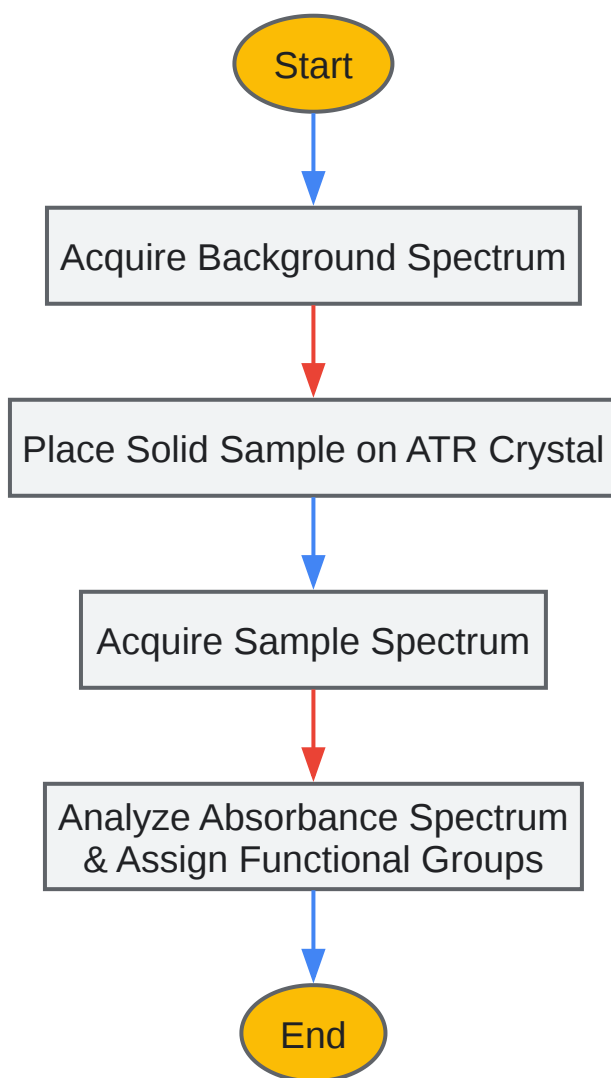 Start
Acquire Background Spectrum
Place Solid Sample on ATR Crystal
Acquire Sample Spectrum
Analyze Absorbance Spectrum
& Assign Functional Groups
End